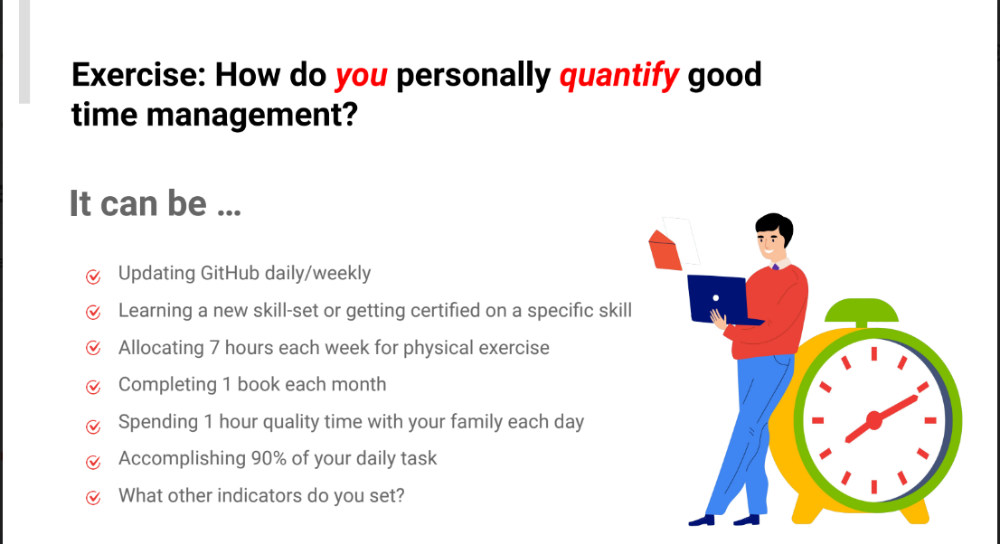 Exercise: How do you personally quantify good
time management?
It can be ...
Updating GitHub daily/weekly
Learning a new skill-set or getting certified on a specific skill
Allocating 7 hours each week for physical exercise
Completing 1 book each month
Spending 1 hour quality time with your family each day
Accomplishing 90% of your daily task
What other indicators do you set?